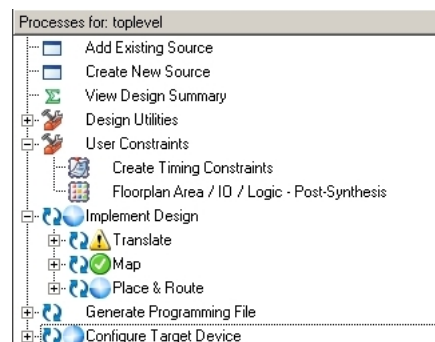 Processes for: toplevel
Add Existing Source
Create New Source
View Design Summary
Design Utilities
User Constraints
Create Timing Constraints
Floorplan Area / IO / Logic - Post-Synthesis
Implement Design
Translate
Map
Place & Route
Generate Programming File
Configure Target Device